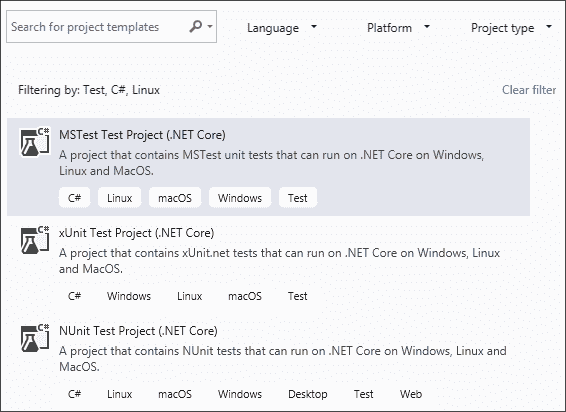 Search for project templates
Language
Platform
Project type
Filtering by: Test, C#, Linux
Clear filter
C#
MSTest Test Project (.NET Core)
A project that contains MSTest unit tests that can run on .NET Core on Windows,
Linux and MacOS.
C# Linux macOS Windows Test
C#
xUnit Test Project (.NET Core)
A project that contains xUnit.net tests that can run on .NET Core on Windows, Linux
and MacOS.
C# Windows Linux macOS Test
C#
NUnit Test Project (.NET Core)
A project that contains NUnit tests that can run on .NET Core on Windows, Linux and
MacOS.
C# Linux macOS Windows Desktop Test Web